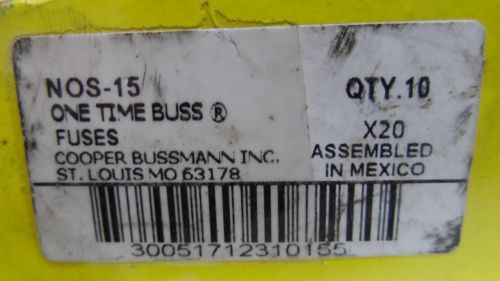 NOS-15
ONE TIME BUSS ®
FUSES
COOPER BUSSMANN INC.
ST. LOUIS MO 63178
QTY.10
X20
ASSEMBLED
IN MEXICO
30051712310155